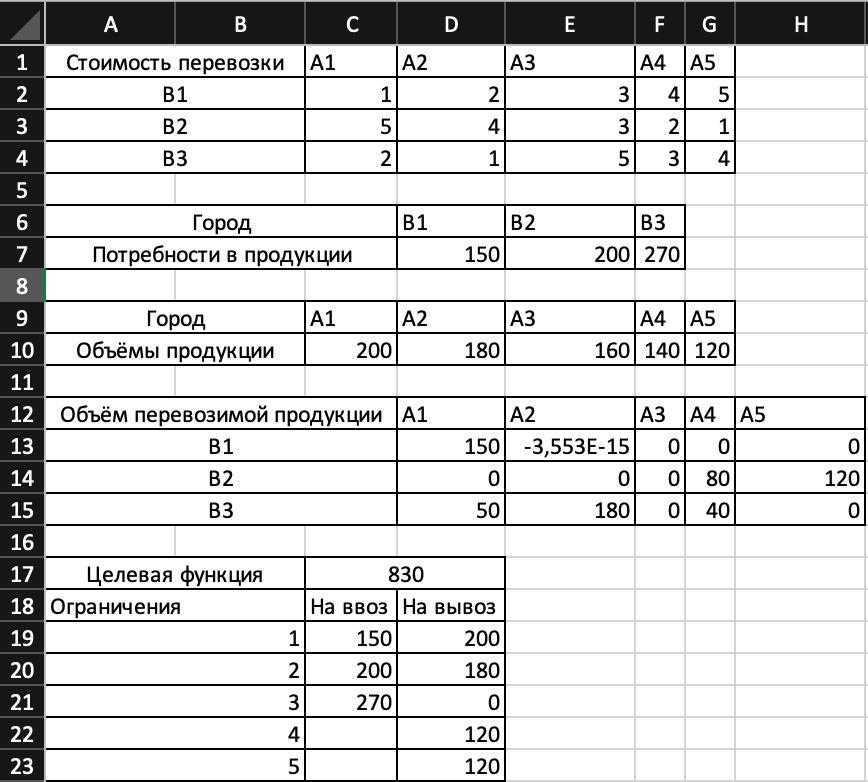 A B C D E F G H
1 Стоимость перевозки A1 A2 A3 A4 A5
2 B1 1 2 3 4 5
3 B2 5 4 3 2 1
4 B3 2 1 5 3 4
5
6 Город B1 B2 B3
7 Потребности в продукции 150 200 270
8
9 Город A1 A2 A3 A4 A5
10 Объёмы продукции 200 180 160 140 120
11
12 Объём перевозимой продукции A1 A2 A3 A4 A5
13 B1 150 -3,553E-15 0 0 0
14 B2 0 0 0 80 120
15 B3 50 180 0 40 0
16
17 Целевая функция 830
18 Ограничения На ввоз На вывоз
19 1 150 200
20 2 200 180
21 3 270 0
22 4 120
23 5 120